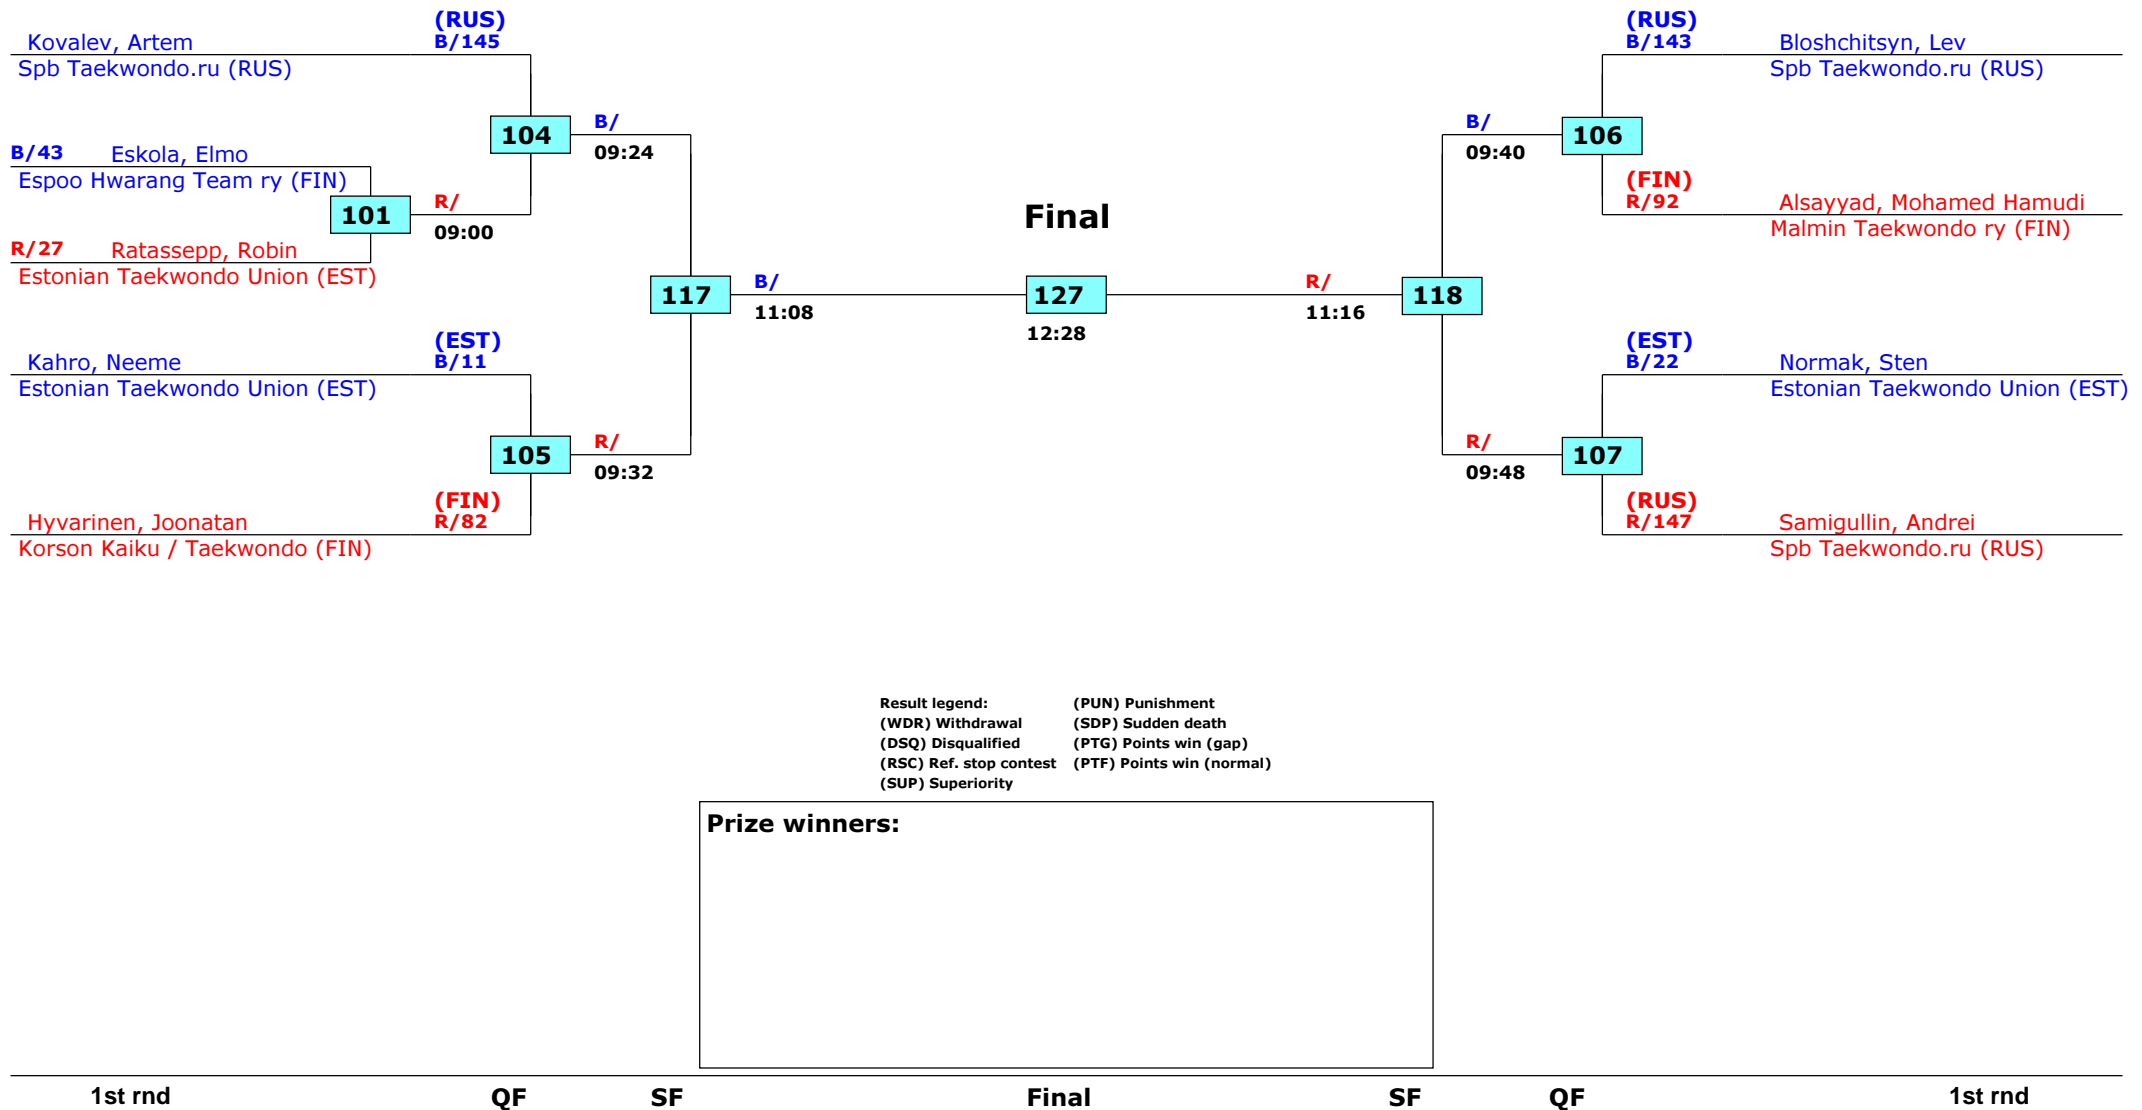 (RUS)
Kovalev, Artem B/145
Spb Taekwondo.ru (RUS)
104
B/
09:24
B/43 Eskola, Elmo
Espoo Hwarang Team ry (FIN)
101
R/
09:00
R/27 Ratassepp, Robin
Estonian Taekwondo Union (EST)
117
B/
11:08
(EST)
Kahro, Neeme B/11
Estonian Taekwondo Union (EST)
105
R/
09:32
(FIN)
Hyvarinen, Joonatan R/82
Korson Kaiku / Taekwondo (FIN)
Final
127
12:28
(RUS)
B/143 Bloshchitsyn, Lev
Spb Taekwondo.ru (RUS)
B/
09:40
106
(FIN)
R/92 Alsayyad, Mohamed Hamudi
Malmin Taekwondo ry (FIN)
R/
11:16
118
(EST)
B/22 Normak, Sten
Estonian Taekwondo Union (EST)
R/
09:48
107
(RUS)
R/147 Samigullin, Andrei
Spb Taekwondo.ru (RUS)
Result legend: (PUN) Punishment
(WDR) Withdrawal (SDP) Sudden death
(DSQ) Disqualified (PTG) Points win (gap)
(RSC) Ref. stop contest (PTF) Points win (normal)
(SUP) Superiority
Prize winners:
1st rnd QF SF Final SF QF 1st rnd